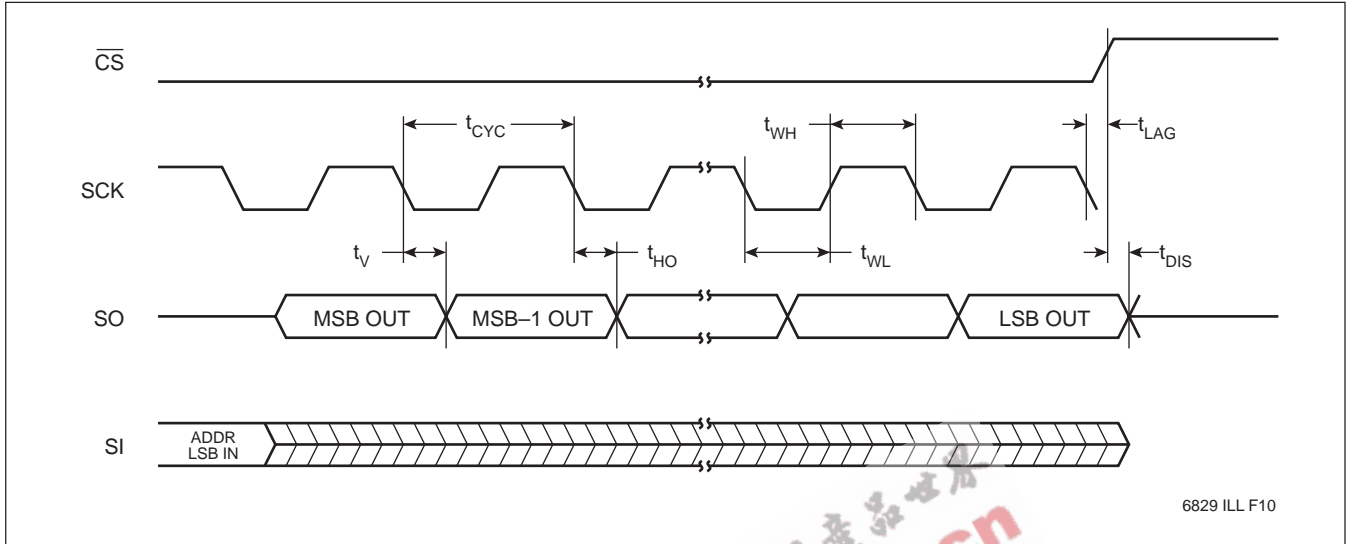 CS
tCYC
tWH
tLAG
SCK
tV
tHO
tWL
tDIS
SO
MSB OUT
MSB–1 OUT
LSB OUT
SI
ADDR
LSB IN
6829 ILL F10